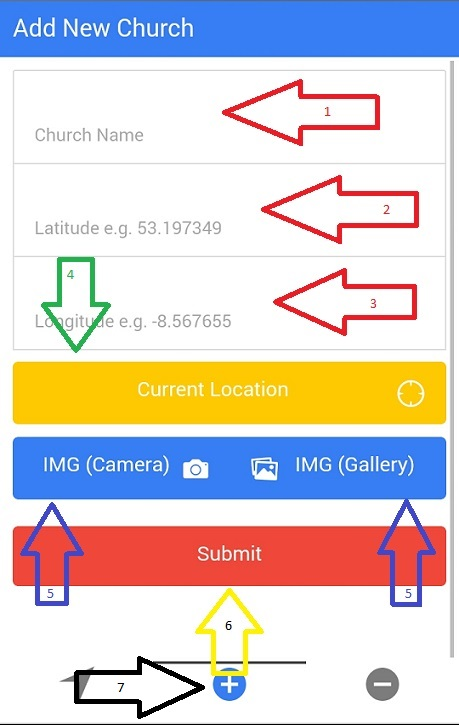 Add New Church
1
Church Name
2
Latitude e.g. 53.197349
4
3
Longitude e.g. -8.567655
Current Location
IMG (Camera) IMG (Gallery)
Submit
5 5
6
7